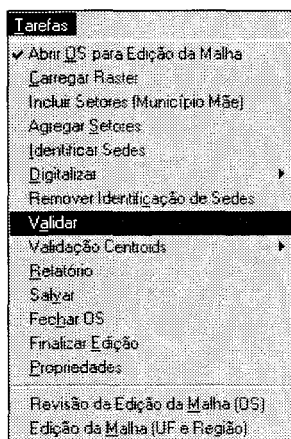 Tarefas
Abrir OS para Edição da Malha
Carregar Raster
Incluir Setores (Município Mãe)
Agregar Setores
Identificar Sedes
Digitalizar
Remover Identificação de Sedes
Validar
Validação Centroids
Relatório
Salvar
Fechar OS
Finalizar Edição
Propriedades
Revisão da Edição da Malha (OS)
Edição da Malha (UF e Região)